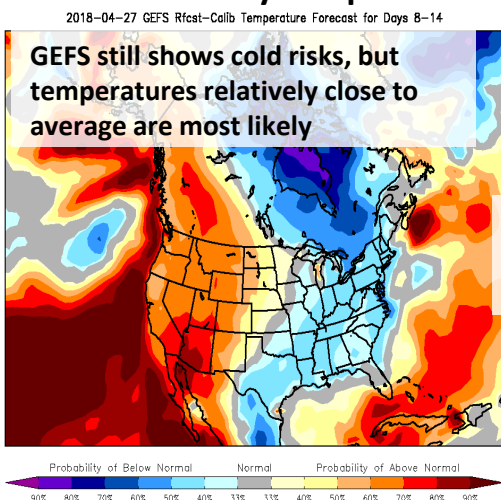 2018-04-27 GEFS Rfcst-Calib Temperature Forecast for Days 8-14
GEFS still shows cold risks, but
temperatures relatively close to
average are most likely
Probability of Below Normal Normal Probability of Above Normal
90% 80% 70% 60% 50% 40% 33% 33% 40% 50% 60% 70% 80% 90%